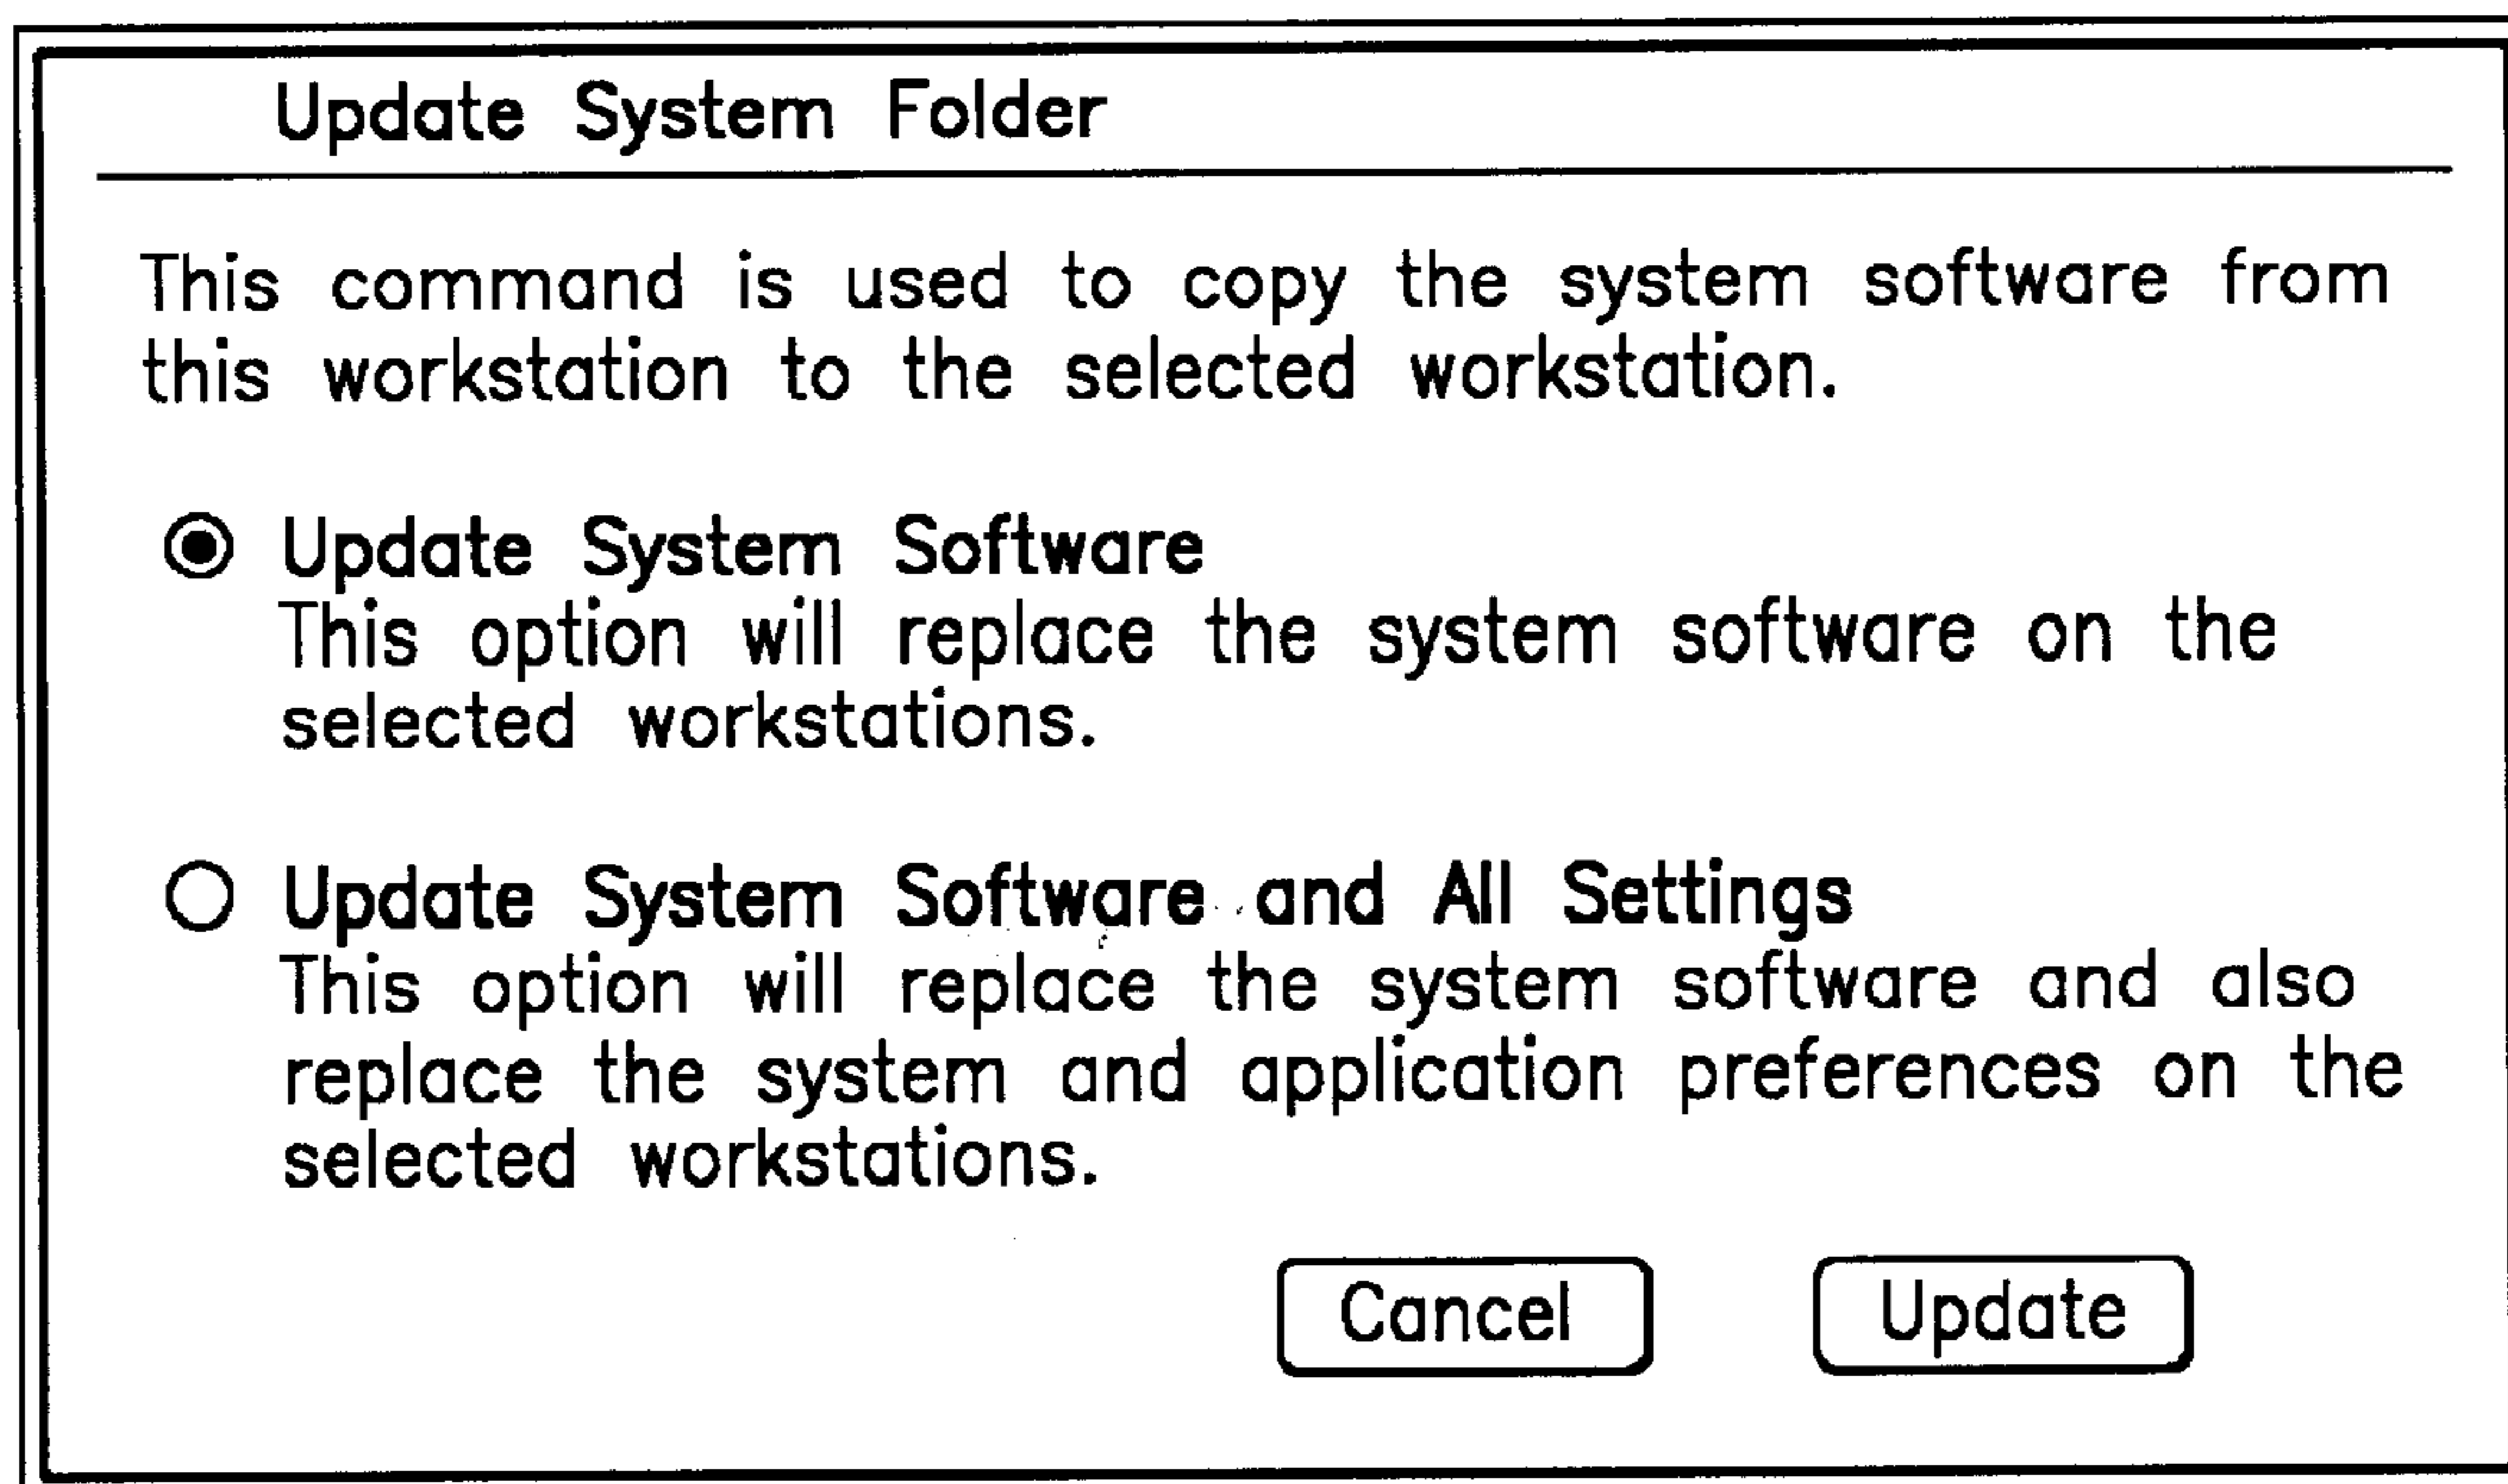 Update System Folder
This command is used to copy the system software from
this workstation to the selected workstation.
Update System Software
This option will replace the system software on the
selected workstations.
Update System Software and All Settings
This option will replace the system software and also
replace the system and application preferences on the
selected workstations.
Cancel Update